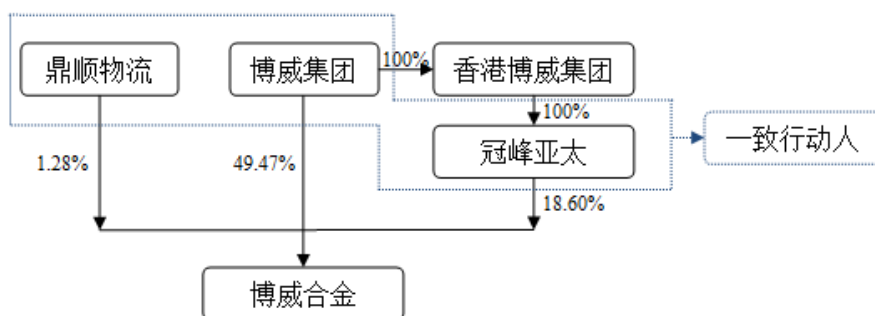 鼎顺物流
博威集团
100%
香港博威集团
100%
冠峰亚太
一致行动人
1.28%
49.47%
18.60%
博威合金